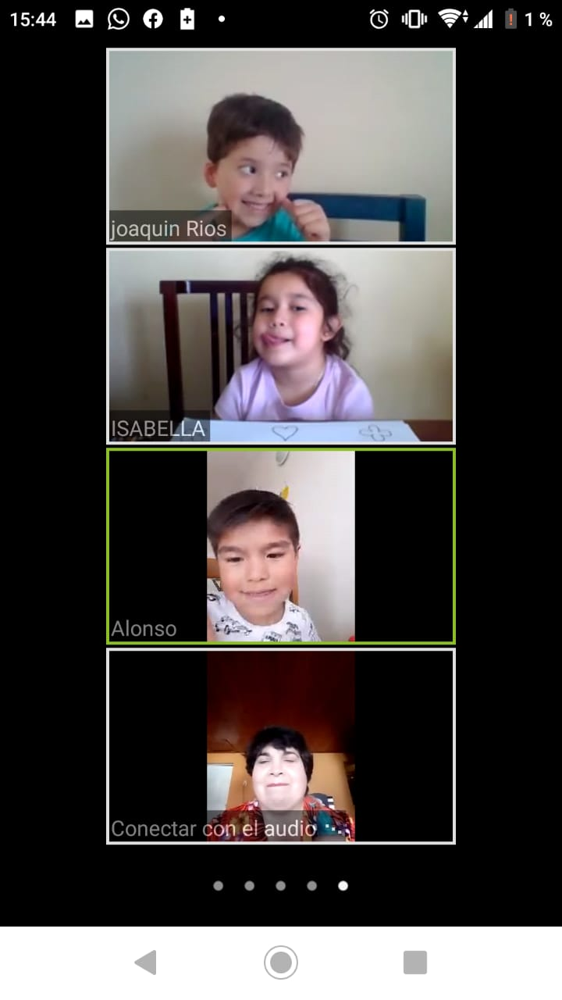 15:44
1 %
joaquin Rios
ISABELLA
Alonso
Conectar con el audio